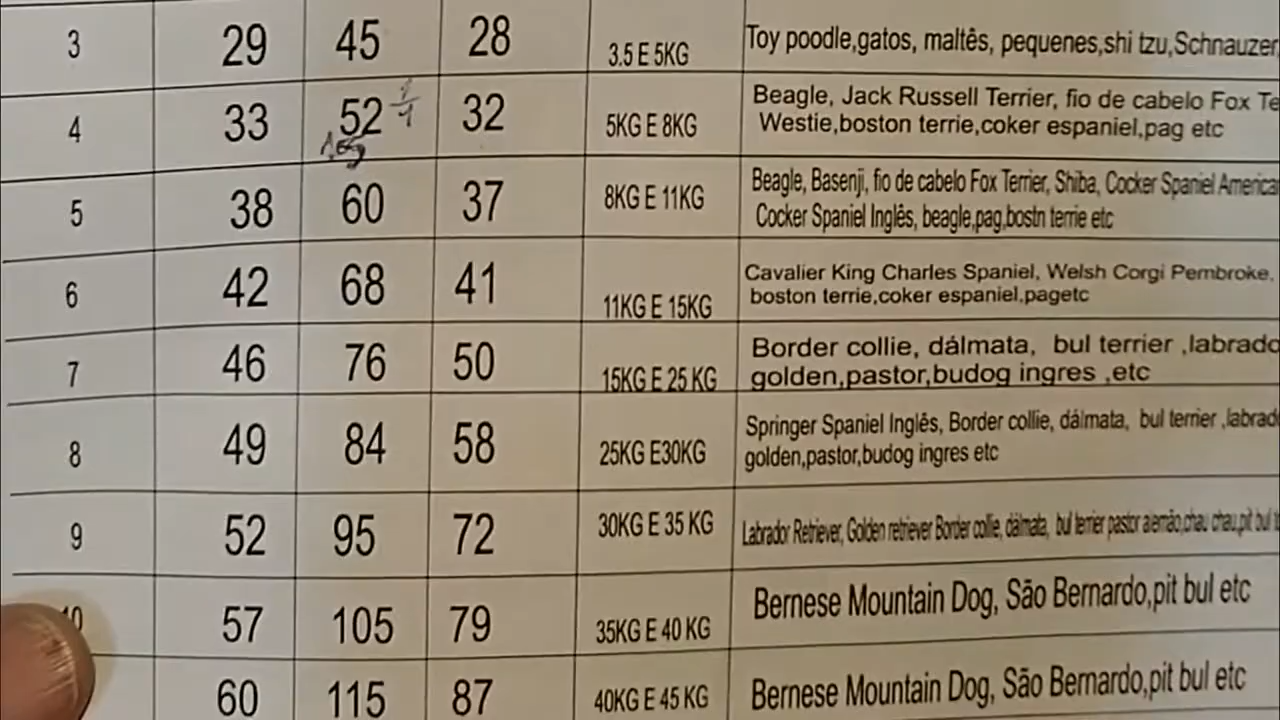 3 29 45 28 3.5 E 5KG Toy poodle,gatos, maltês, pequenes,shi tzu,Schnauzer,
4 33 52 32 5KG E 8KG Beagle, Jack Russell Terrier, fio de cabelo Fox Te
Westie,boston terrie,coker espaniel,pag etc
5 38 60 37 8KG E 11KG Beagle, Basenji, fio de cabelo Fox Terrier, Shiba, Cocker Spaniel America
Cocker Spaniel Inglês, beagle,pag,bostn terrie etc
6 42 68 41 11KG E 15KG Cavalier King Charles Spaniel, Welsh Corgi Pembroke,
boston terrie,coker espaniel,pagetc
7 46 76 50 15KG E 25 KG Border collie, dálmata, bul terrier ,labrado
golden,pastor,budog ingres ,etc
8 49 84 58 25KG E30KG Springer Spaniel Inglês, Border collie, dálmata, bul terrier ,labrado
golden,pastor,budog ingres etc
9 52 95 72 30KG E 35 KG Labrador Retriever, Golden retriever Border collie, dálmata, bul terrier pastor alemão,chau chau,pit bul t
10 57 105 79 35KG E 40 KG Bernese Mountain Dog, São Bernardo,pit bul etc
60 115 87 40KG E 45 KG Bernese Mountain Dog, São Bernardo,pit bul etc